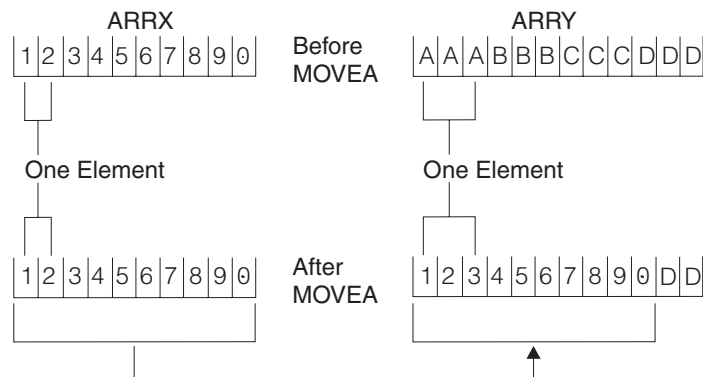 ARRX ARRY
1 2 3 4 5 6 7 8 9 0 Before MOVEA A A A B B B C C C D D D
One Element One Element
1 2 3 4 5 6 7 8 9 0 After MOVEA 1 2 3 4 5 6 7 8 9 0 D D